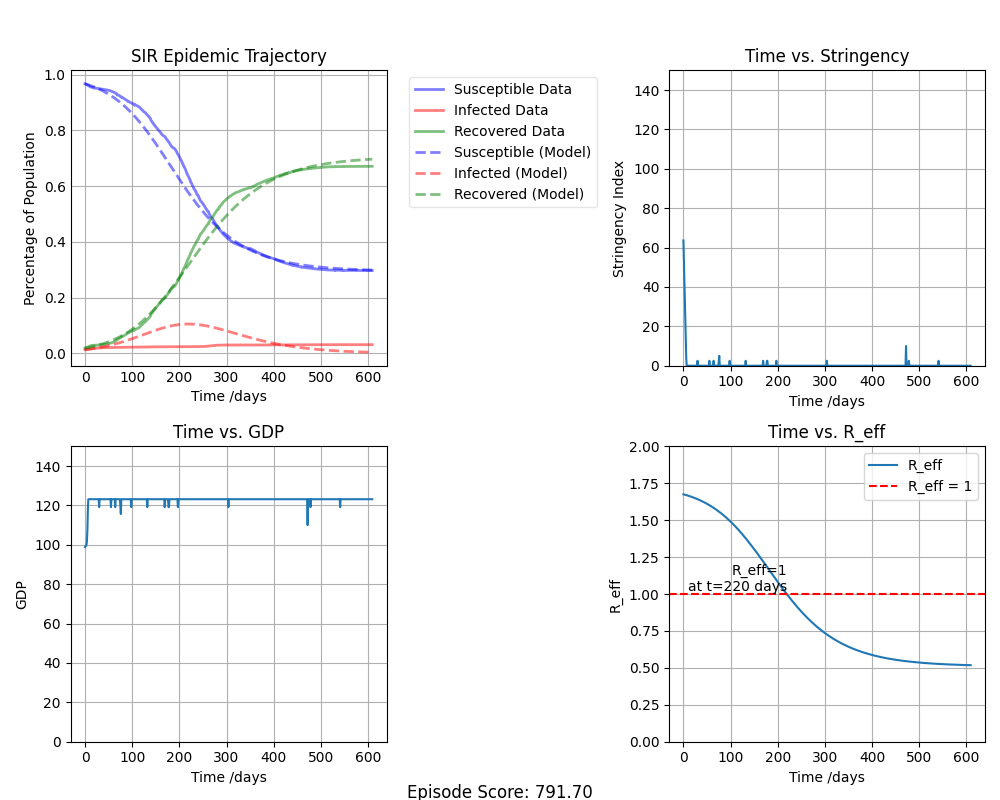 SIR Epidemic Trajectory
1.0
0.8
0.6
0.4
0.2
0.0
Percentage of Population
0 100 200 300 400 500 600
Time /days
Susceptible Data
Infected Data
Recovered Data
Susceptible (Model)
Infected (Model)
Recovered (Model)
Time vs. Stringency
140
120
100
80
60
40
20
0
Stringency Index
0 100 200 300 400 500 600
Time /days
Time vs. GDP
140
120
100
80
60
40
20
0
GDP
0 100 200 300 400 500 600
Time /days
Time vs. R_eff
2.00
1.75
1.50
1.25
1.00
0.75
0.50
0.25
0.00
R_eff
R_eff
R_eff = 1
R_eff=1
at t=220 days
0 100 200 300 400 500 600
Time /days
Episode Score: 791.70